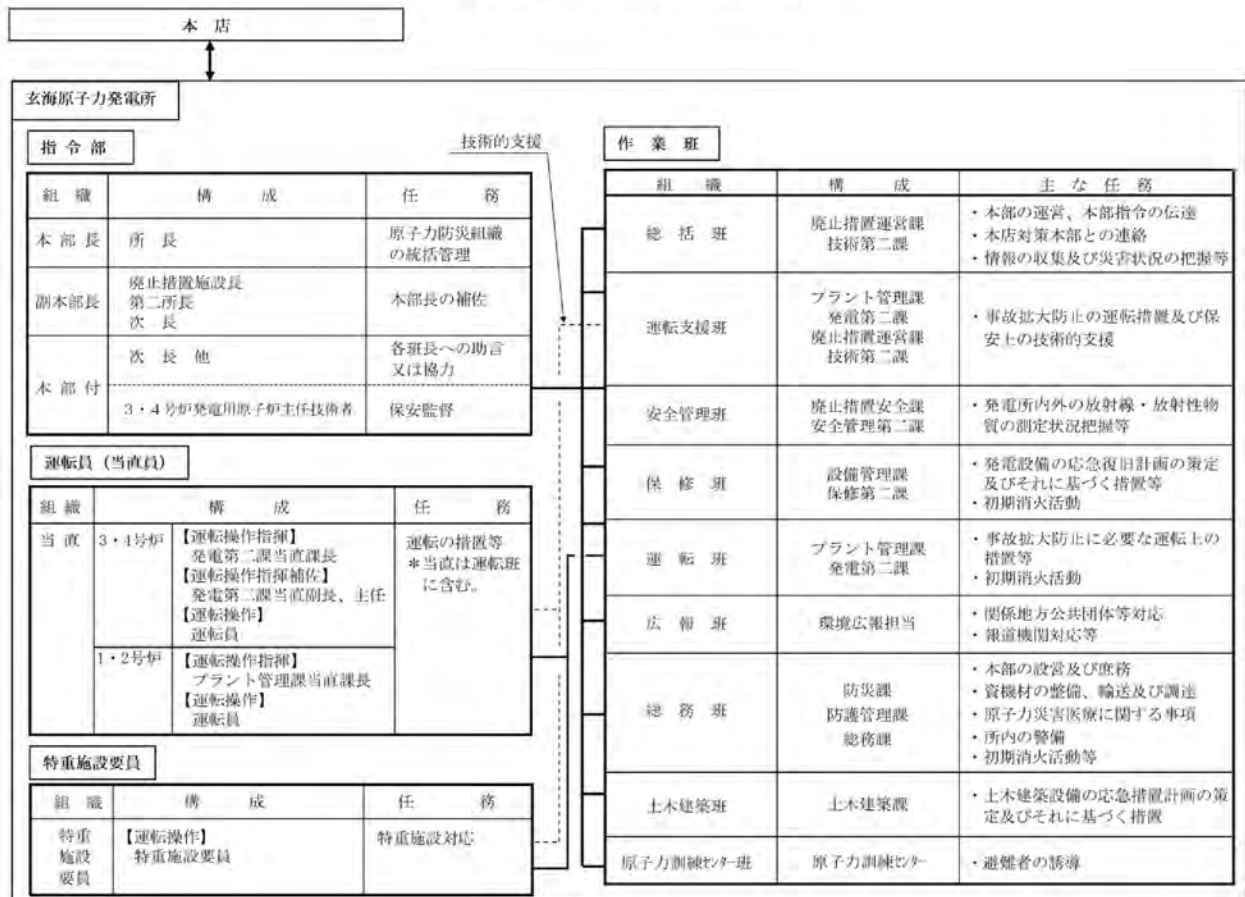 本店
玄海原子力発電所
指令部
組織 構成 任務
本部長 所長 原子力防災組織
の統括管理
副本部長 廃止措置施設長
第二所長
次長
本部長の補佐
本部付 次長他 各班長への助言
又は協力
3・4号炉発電用原子炉主任技術者 保安監督
運転員（当直員）
組織 構成 任務
当直 3・4号炉 【運転操作指揮】
発電第二課当直課長
【運転操作指揮補佐】
発電第二課当直副長、主任
【運転操作】
運転員
1・2号炉 【運転操作指揮】
プラント管理課当直課長
【運転操作】
運転員
運転の措置等
＊当直は運転班
に含む。
特重施設要員
組織 構成 任務
特重
施設
要員
【運転操作】
特重施設要員
特重施設対応
技術的支援
作業班
組織 構成 主な任務
総括班 廃止措置運営課
技術第二課
・本部の運営、本部指令の伝達
・本店対策本部との連絡
・情報の収集及び災害状況の把握等
運転支援班 プラント管理課
発電第二課
廃止措置運営課
技術第二課
・事故拡大防止の運転措置及び保
安上の技術的支援
安全管理班 廃止措置安全課
安全管理第二課
・発電所内外の放射線・放射性物
質の測定状況把握等
保修班 設備管理課
保修第二課
・発電設備の応急復旧計画の策定
及びそれに基づく措置等
・初期消火活動
運転班 プラント管理課
発電第二課
・事故拡大防止に必要な運転上の
措置等
・初期消火活動
広報班 環境広報担当 ・関係地方公共団体等対応
・報道機関対応等
総務班 防災課
防護管理課
総務課
・本部の設営及び庶務
・資機材の整備、輸送及び調達
・原子力災害医療に関する事項
・所内の警備
・初期消火活動等
土木建築班 土木建築課 ・土木建築設備の応急措置計画の策
定及びそれに基づく措置
原子力訓練センター班 原子力訓練センター ・避難者の誘導